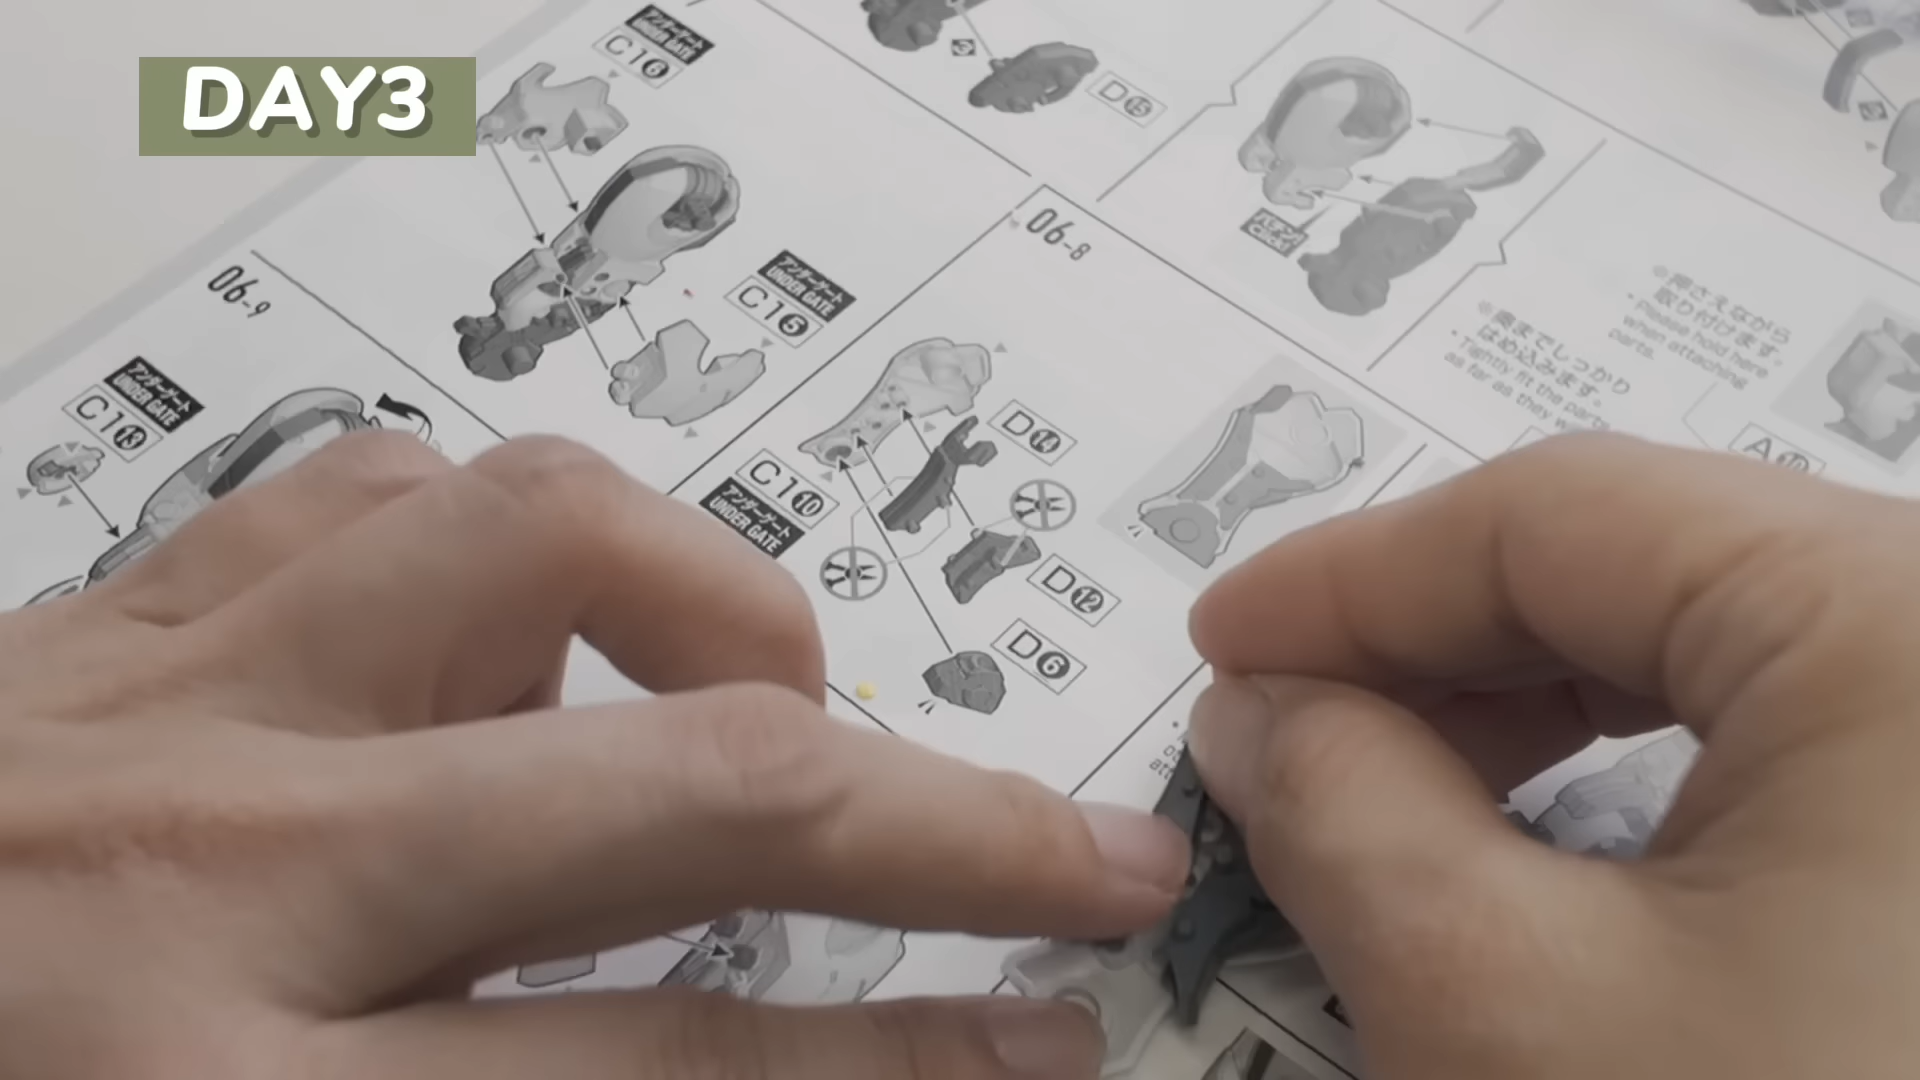 DAY3
アンダーゲート
UNDER GATE
C1⑥
D⑮
06-8
06-9
アンダーゲート
UNDER GATE
C1⑤
アンダーゲート
UNDER GATE
C1⑬
パチン!
CLICK!
※押さえながら
取り付けます。
・Please hold here
when attaching
parts.
※奥までしっかり
はめ込みます。
・Tightly fit the parts
as far as they
D⑭
C1⑩
アンダーゲート
UNDER GATE
D⑫
D⑥